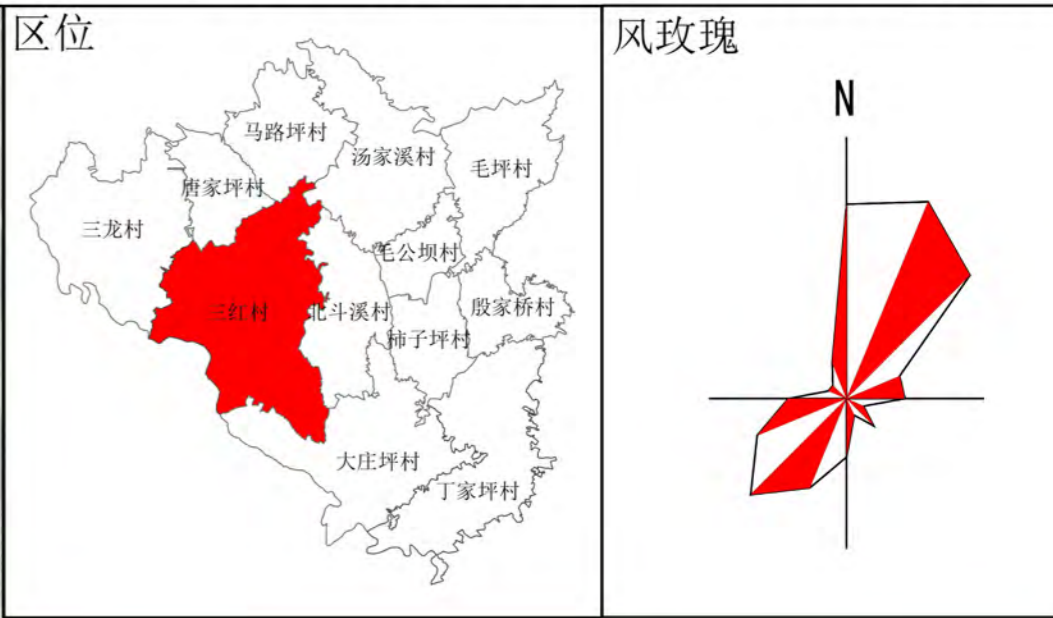 区位
风玫瑰
N
马路坪村
汤家溪村
毛坪村
唐家坪村
三龙村
毛公坝村
三红村
北斗溪村
殷家桥村
柿子坪村
大庄坪村
丁家坪村